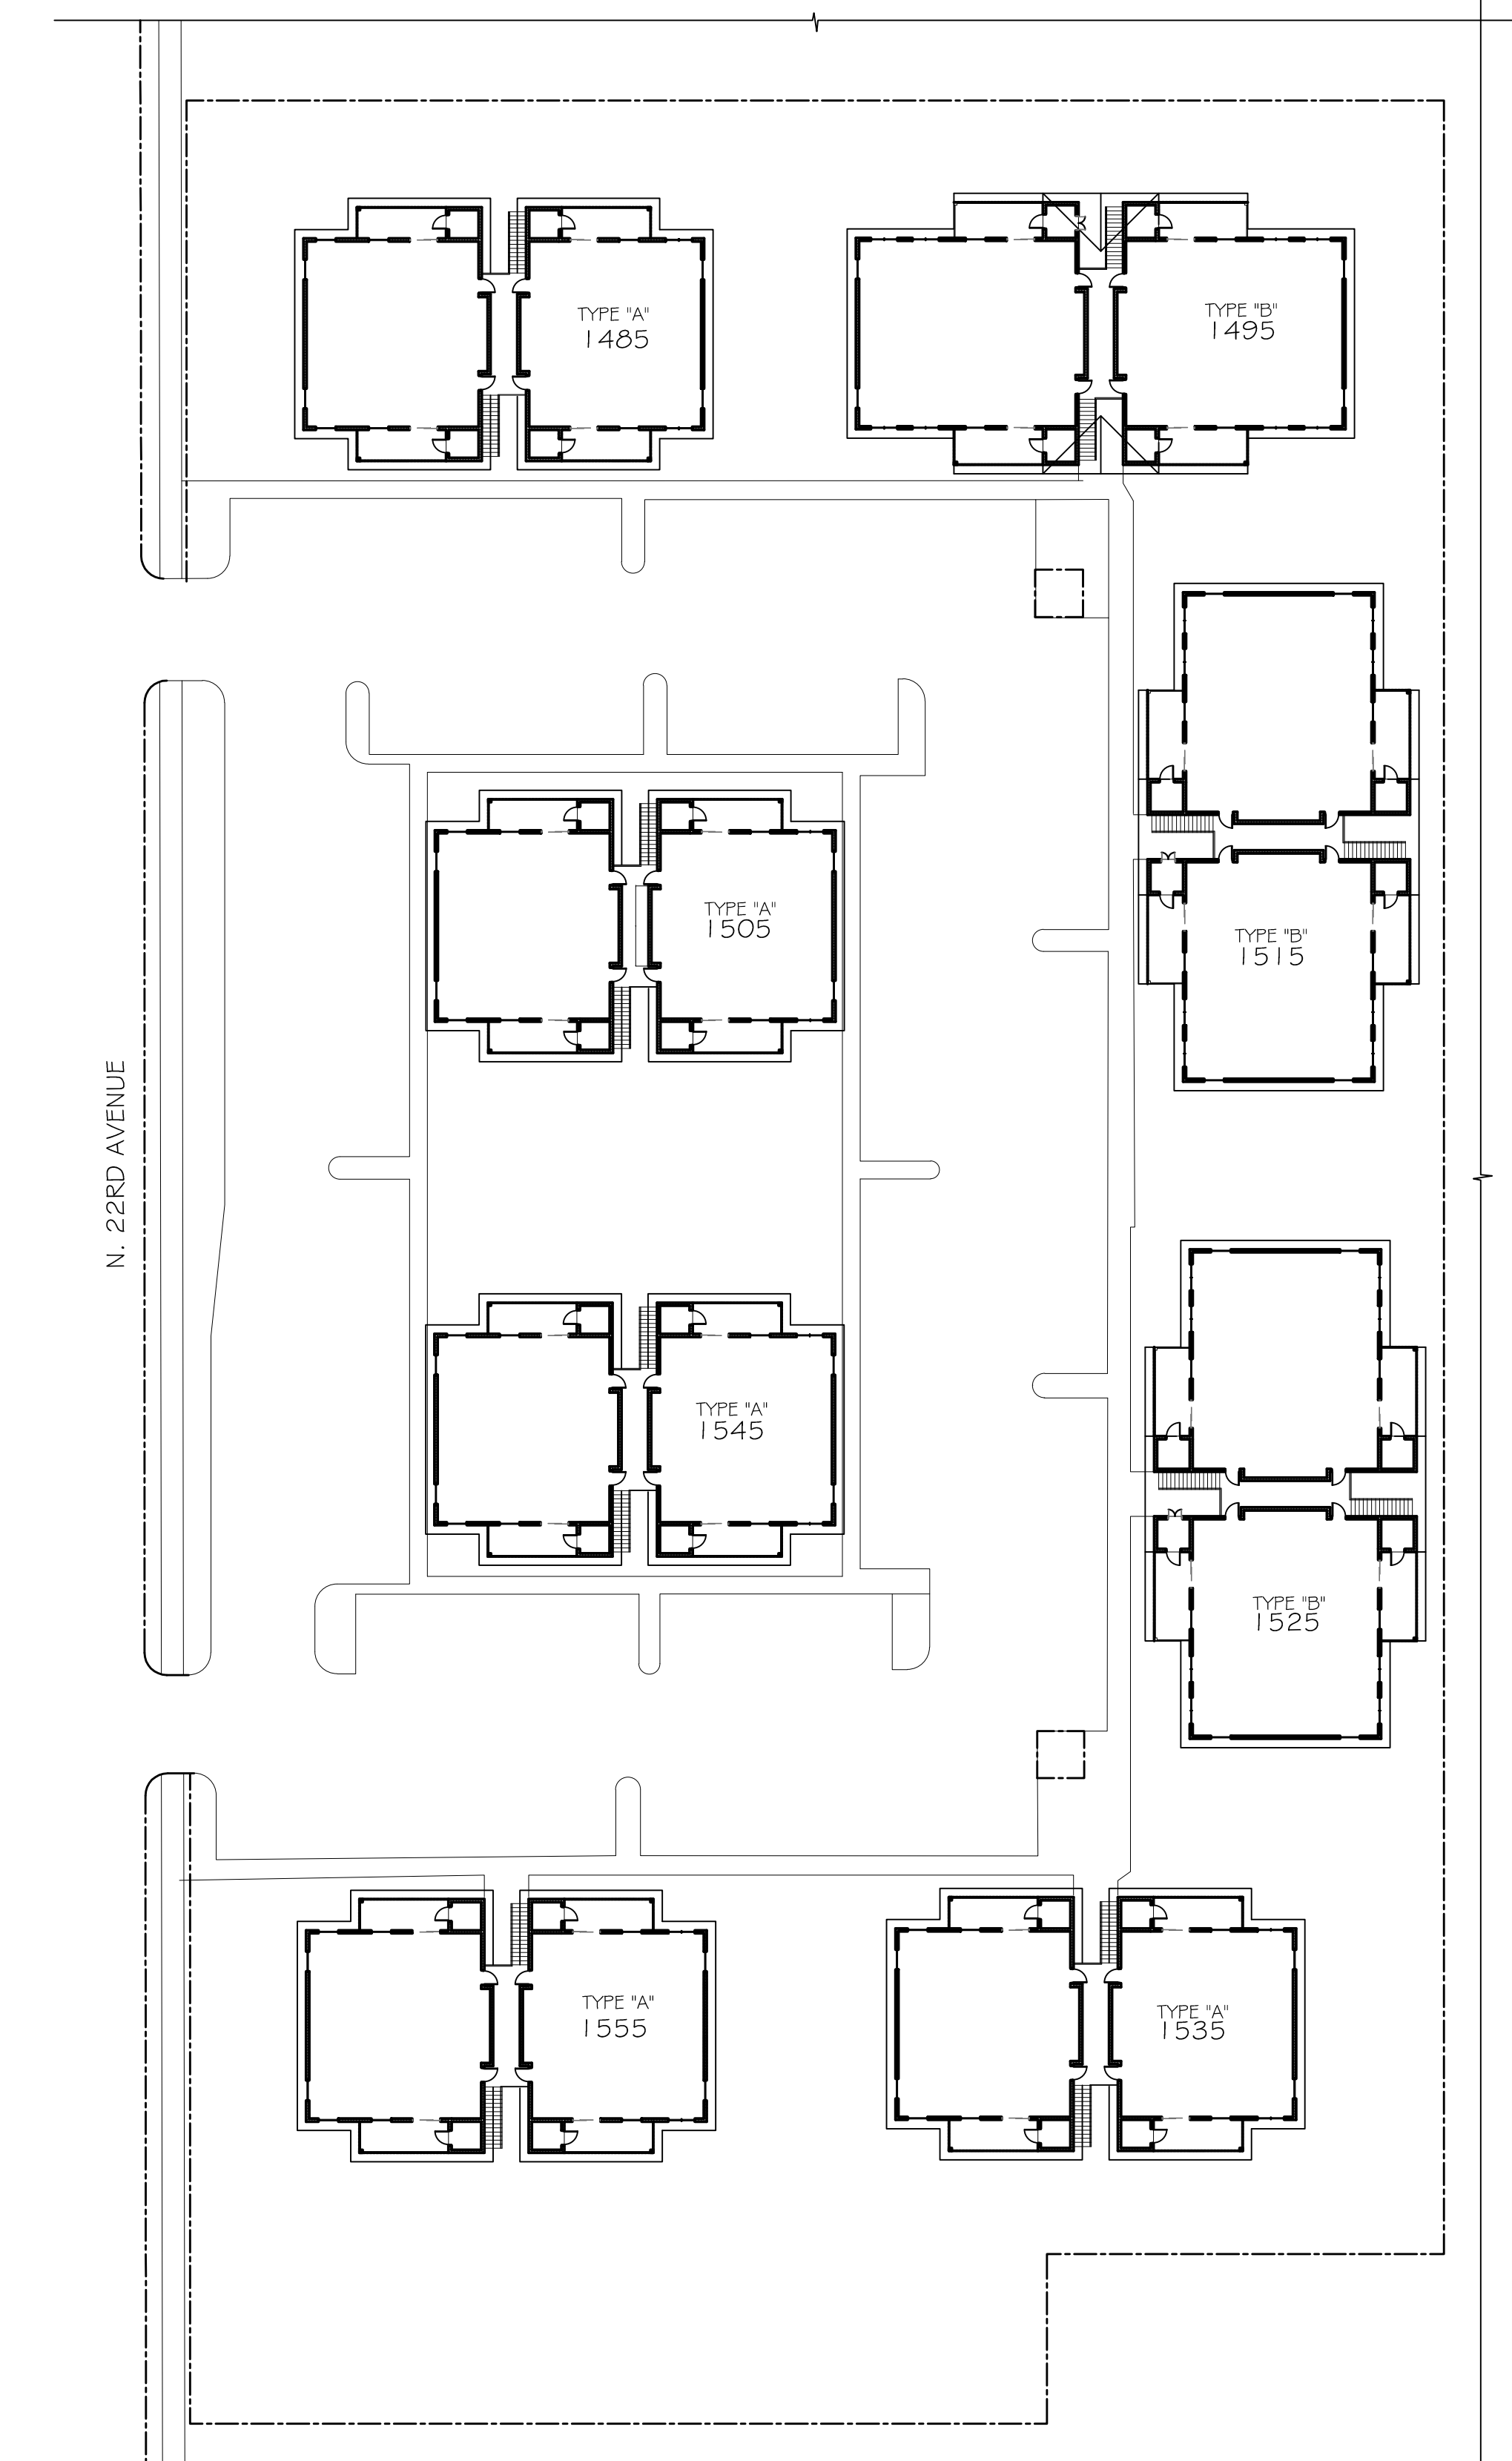 TYPE "A"
1485
TYPE "B"
1495
TYPE "A"
1505
TYPE "B"
1515
N. 22RD AVENUE
TYPE "A"
1545
TYPE "B"
1525
TYPE "A"
1555
TYPE "A"
1535